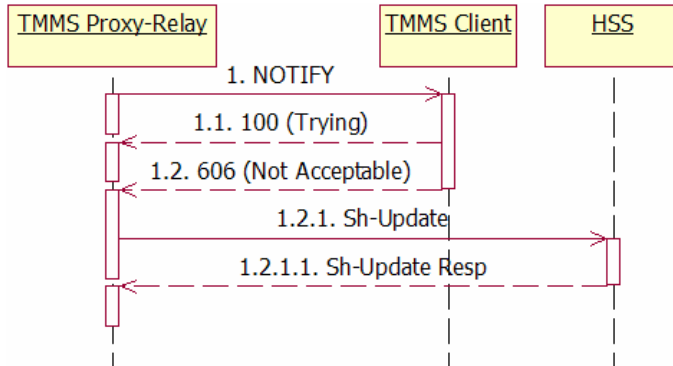 TMMS Proxy-Relay TMMS Client HSS
1. NOTIFY
1.1. 100 (Trying)
1.2. 606 (Not Acceptable)
1.2.1. Sh-Update
1.2.1.1. Sh-Update Resp